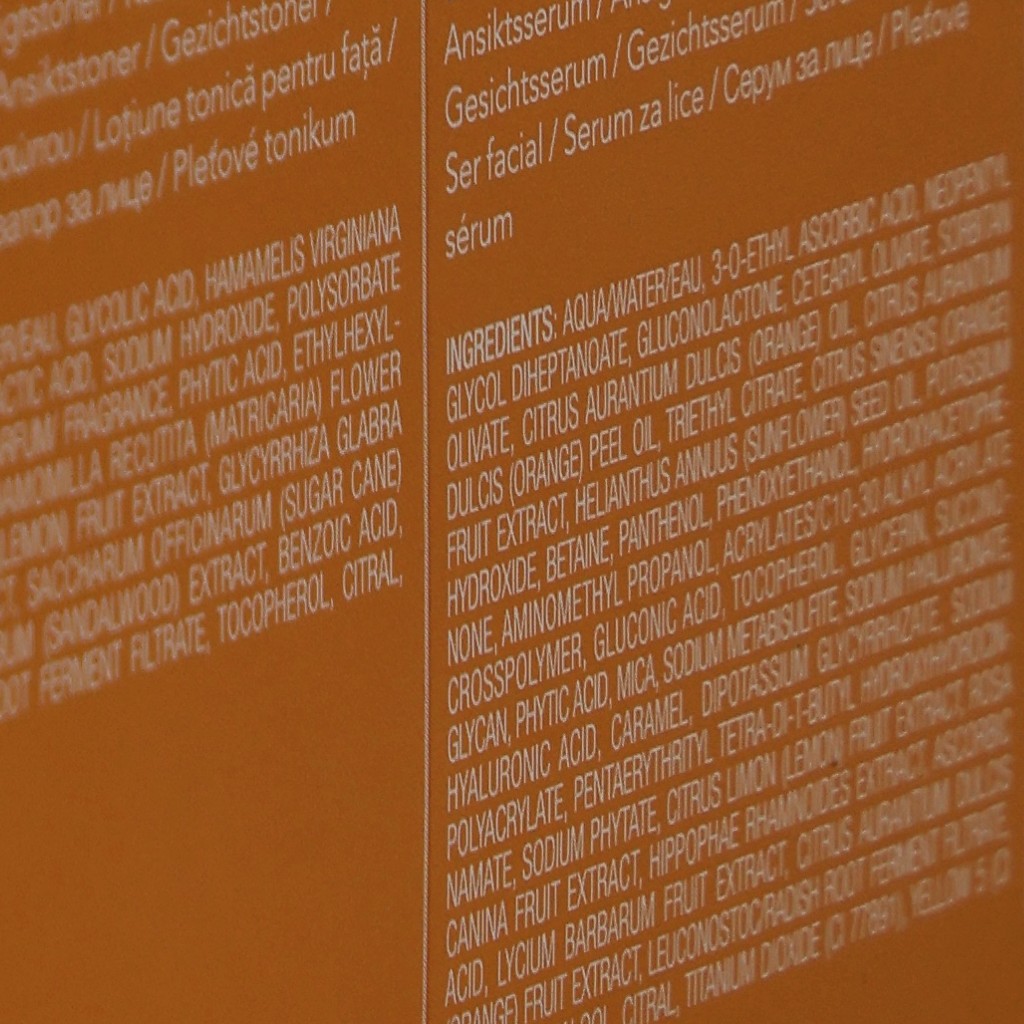 Ansiktstoner / Gezichtstoner /
/ Loțiune tonică pentru față /
за лице / Pleťové tonikum
GLYCOLIC ACID, HAMAMELIS VIRGINIANA
ACID, SODIUM HYDROXIDE, POLYSORBATE
FRAGRANCE, PHYTIC ACID, ETHYLHEXYL-
RECUTITA (MATRICARIA) FLOWER
FRUIT EXTRACT, GLYCYRRHIZA GLABRA
SACCHARUM OFFICINARUM (SUGAR CANE)
(SANDALWOOD) EXTRACT, BENZOIC ACID,
FERMENT FILTRATE, TOCOPHEROL, CITRAL,
Ansiktsserum /
Gesichtsserum / Gezichtsserum /
Ser facial / Serum za lice / Серум за лице / Pleťové
sérum
INGREDIENTS: AQUA/WATER/EAU, 3-O-ETHYL ASCORBIC ACID, NEOPENTYL
GLYCOL DIHEPTANOATE, GLUCONOLACTONE, CETEARYL OLIVATE, SORBITAN
OLIVATE, CITRUS AURANTIUM DULCIS (ORANGE) OIL, CITRUS AURANTIUM
DULCIS (ORANGE) PEEL OIL, TRIETHYL CITRATE, CITRUS SINENSIS (ORANGE)
FRUIT EXTRACT, HELIANTHUS ANNUUS (SUNFLOWER) SEED OIL, POTASSIUM
HYDROXIDE, BETAINE, PANTHENOL, PHENOXYETHANOL, HYDROXYACETOPHE-
NONE, AMINOMETHYL PROPANOL, ACRYLATES/C10-30 ALKYL ACRYLATE
CROSSPOLYMER, GLUCONIC ACID, TOCOPHEROL, GLYCERIN, SUCCINO-
GLYCAN, PHYTIC ACID, MICA, SODIUM METABISULFITE, SODIUM HYALURONATE
HYALURONIC ACID, CARAMEL, DIPOTASSIUM GLYCYRRHIZATE, SODIUM
POLYACRYLATE, PENTAERYTHRITYL TETRA-DI-T-BUTYL HYDROXYHYDROCIN-
NAMATE, SODIUM PHYTATE, CITRUS LIMON (LEMON) FRUIT EXTRACT, ROSA
CANINA FRUIT EXTRACT, HIPPOPHAE RHAMNOIDES EXTRACT, ASCORBIC
ACID, LYCIUM BARBARUM FRUIT EXTRACT, CITRUS AURANTIUM DULCIS
(ORANGE) FRUIT EXTRACT, LEUCONOSTOC/RADISH ROOT FERMENT FILTRATE
CITRAL, TITANIUM DIOXIDE (CI 77891), YELLOW 5 (CI